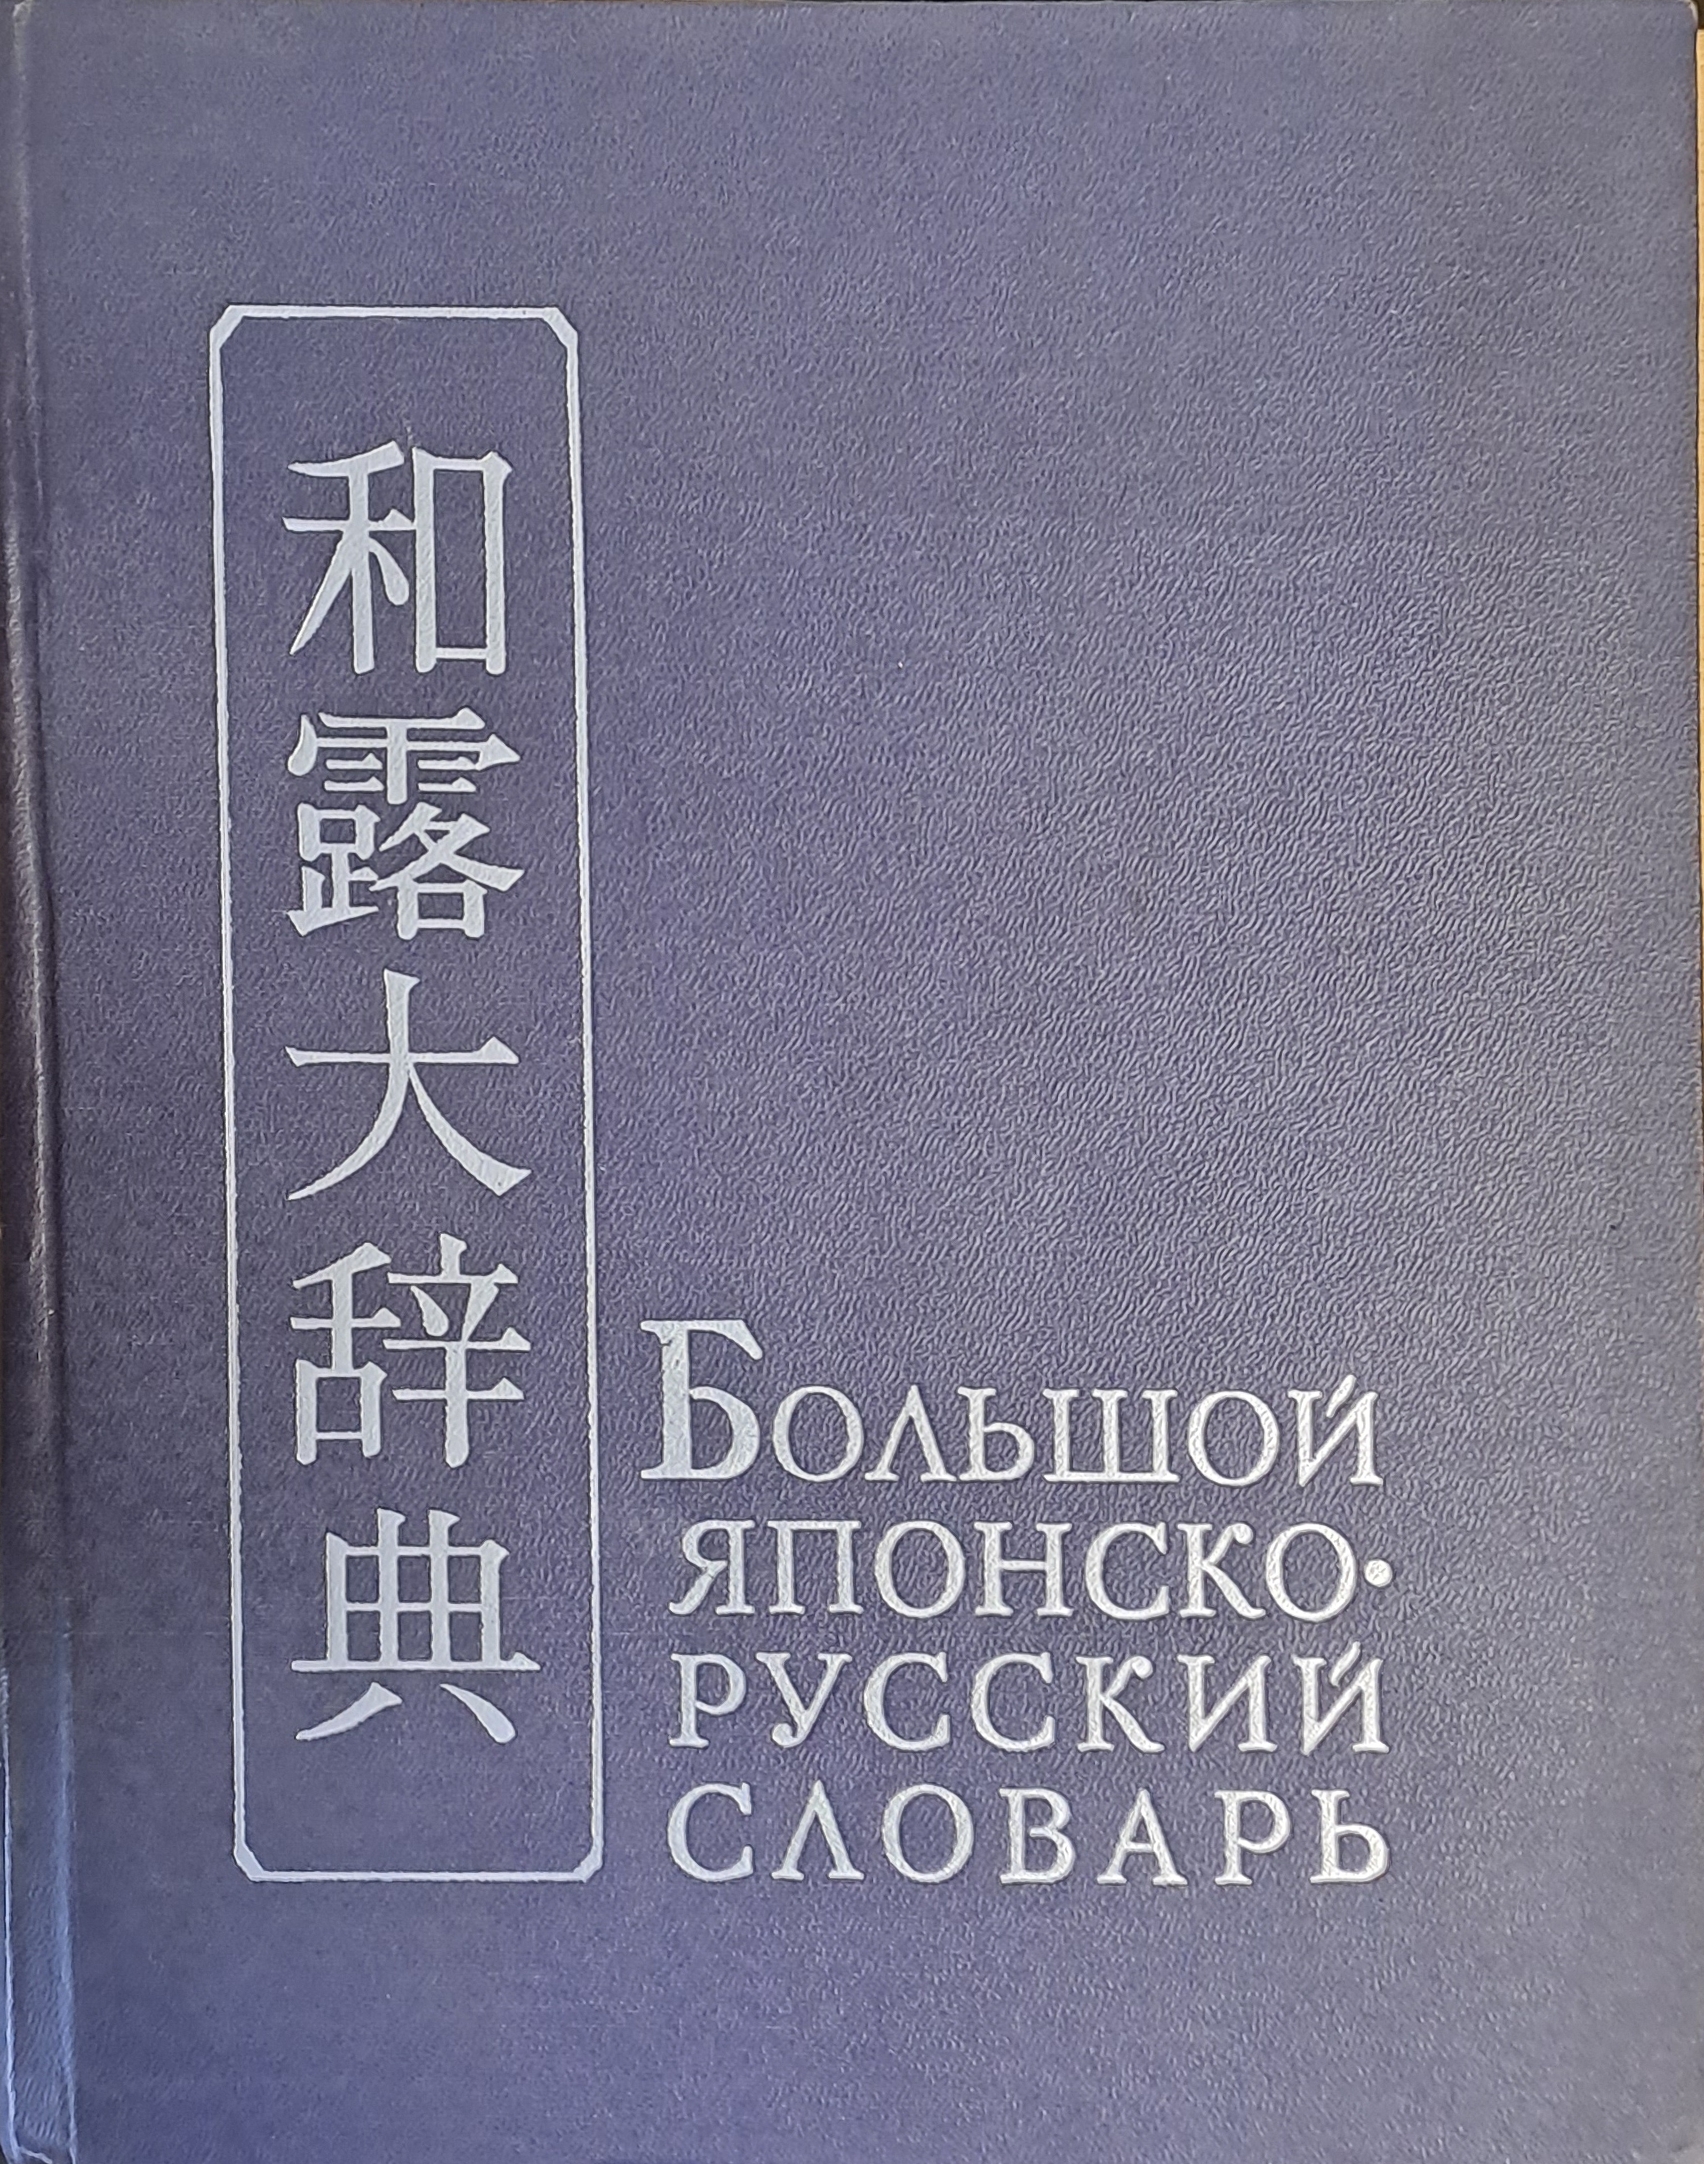 和露大辞典
Большой
японско-
русский
словарь